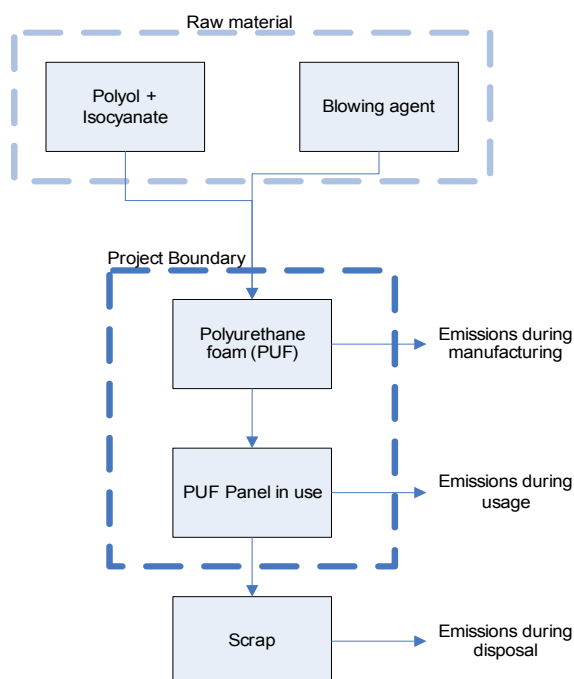 Raw material
Polyol +
Isocyanate
Blowing agent
Project Boundary
Polyurethane
foam (PUF)
Emissions during
manufacturing
PUF Panel in use
Emissions during
usage
Scrap
Emissions during
disposal